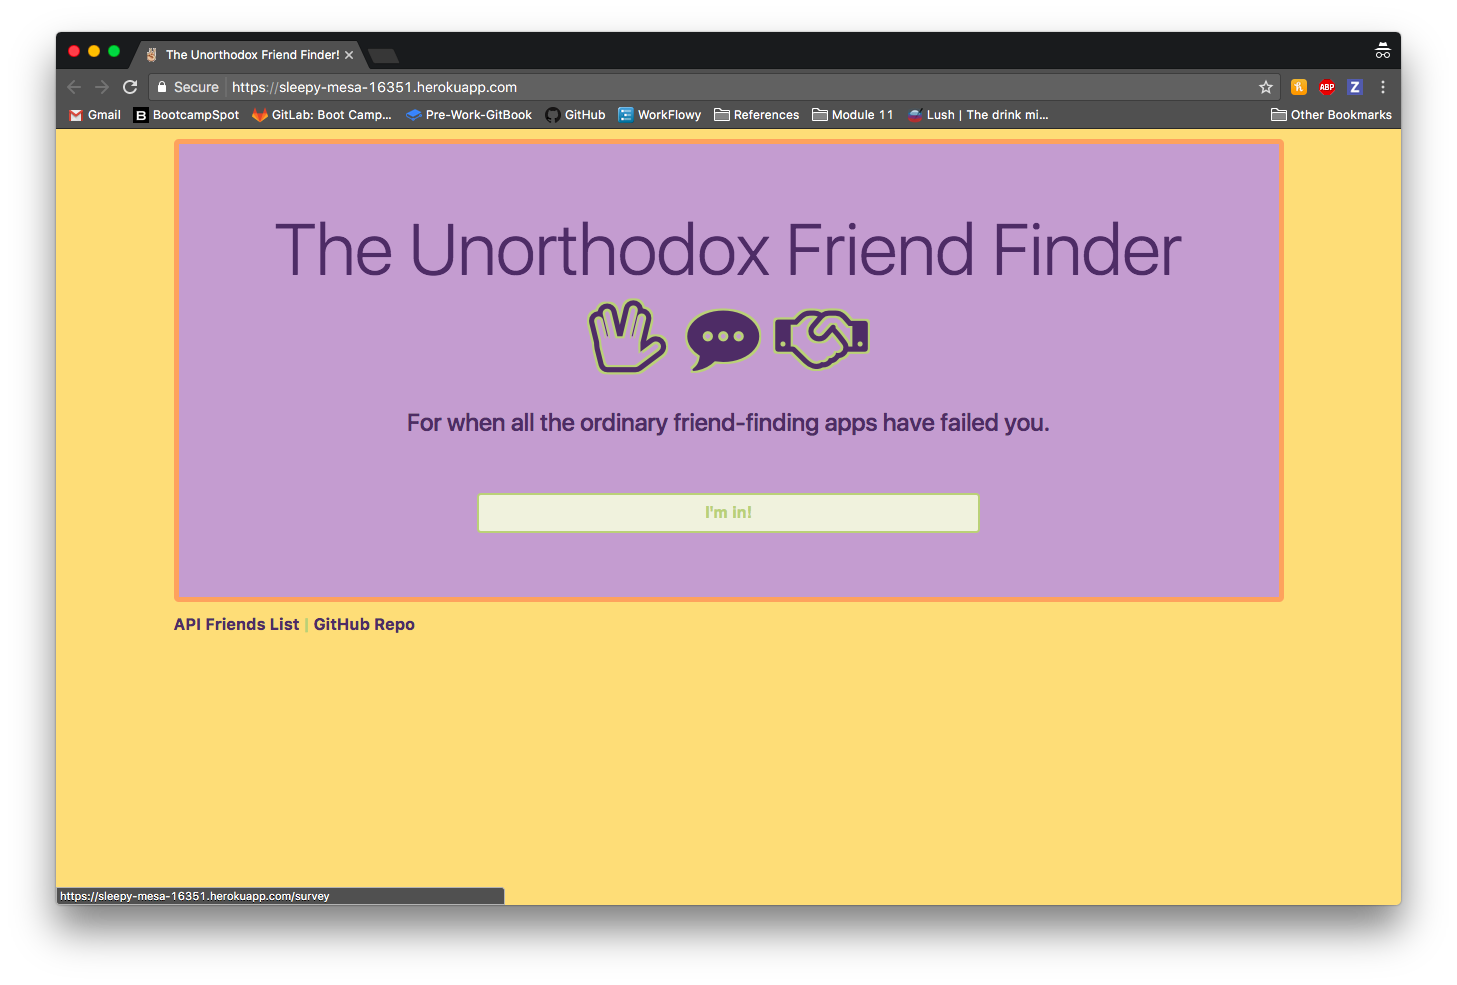 The Unorthodox Friend Finder!
Secure https://sleepy-mesa-16351.herokuapp.com ABP Z
Gmail B BootcampSpot GitLab: Boot Camp... Pre-Work-GitBook GitHub WorkFlowy References Module 11 Lush | The drink mi... Other Bookmarks
The Unorthodox Friend Finder
For when all the ordinary friend-finding apps have failed you.
I'm in!
API Friends List | GitHub Repo
https://sleepy-mesa-16351.herokuapp.com/survey